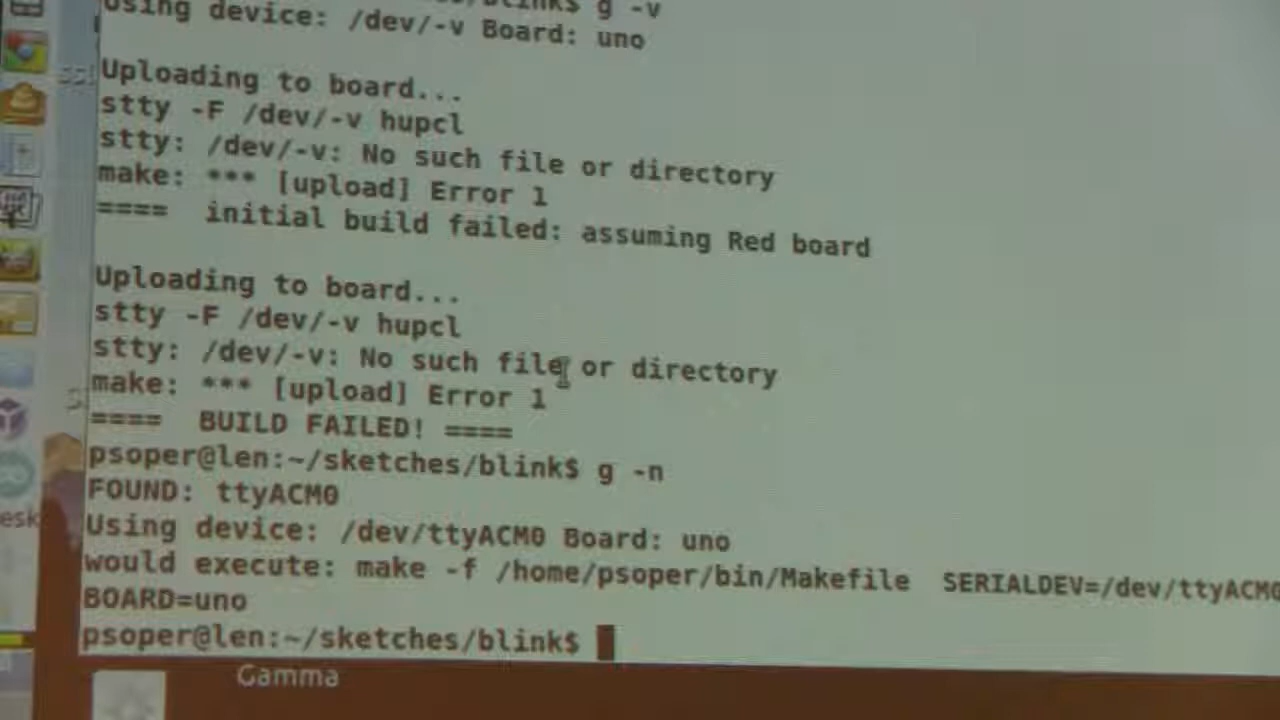 blink$ g -v
Using device: /dev/-v Board: uno
Uploading to board...
stty -F /dev/-v hupcl
stty: /dev/-v: No such file or directory
make: *** [upload] Error 1
==== initial build failed: assuming Red board
Uploading to board...
stty -F /dev/-v hupcl
stty: /dev/-v: No such file or directory
make: *** [upload] Error 1
==== BUILD FAILED! ====
psoper@len:~/sketches/blink$ g -n
FOUND: ttyACM0
Using device: /dev/ttyACM0 Board: uno
would execute: make -f /home/psoper/bin/Makefile SERIALDEV=/dev/ttyACM0
BOARD=uno
psoper@len:~/sketches/blink$
Gamma